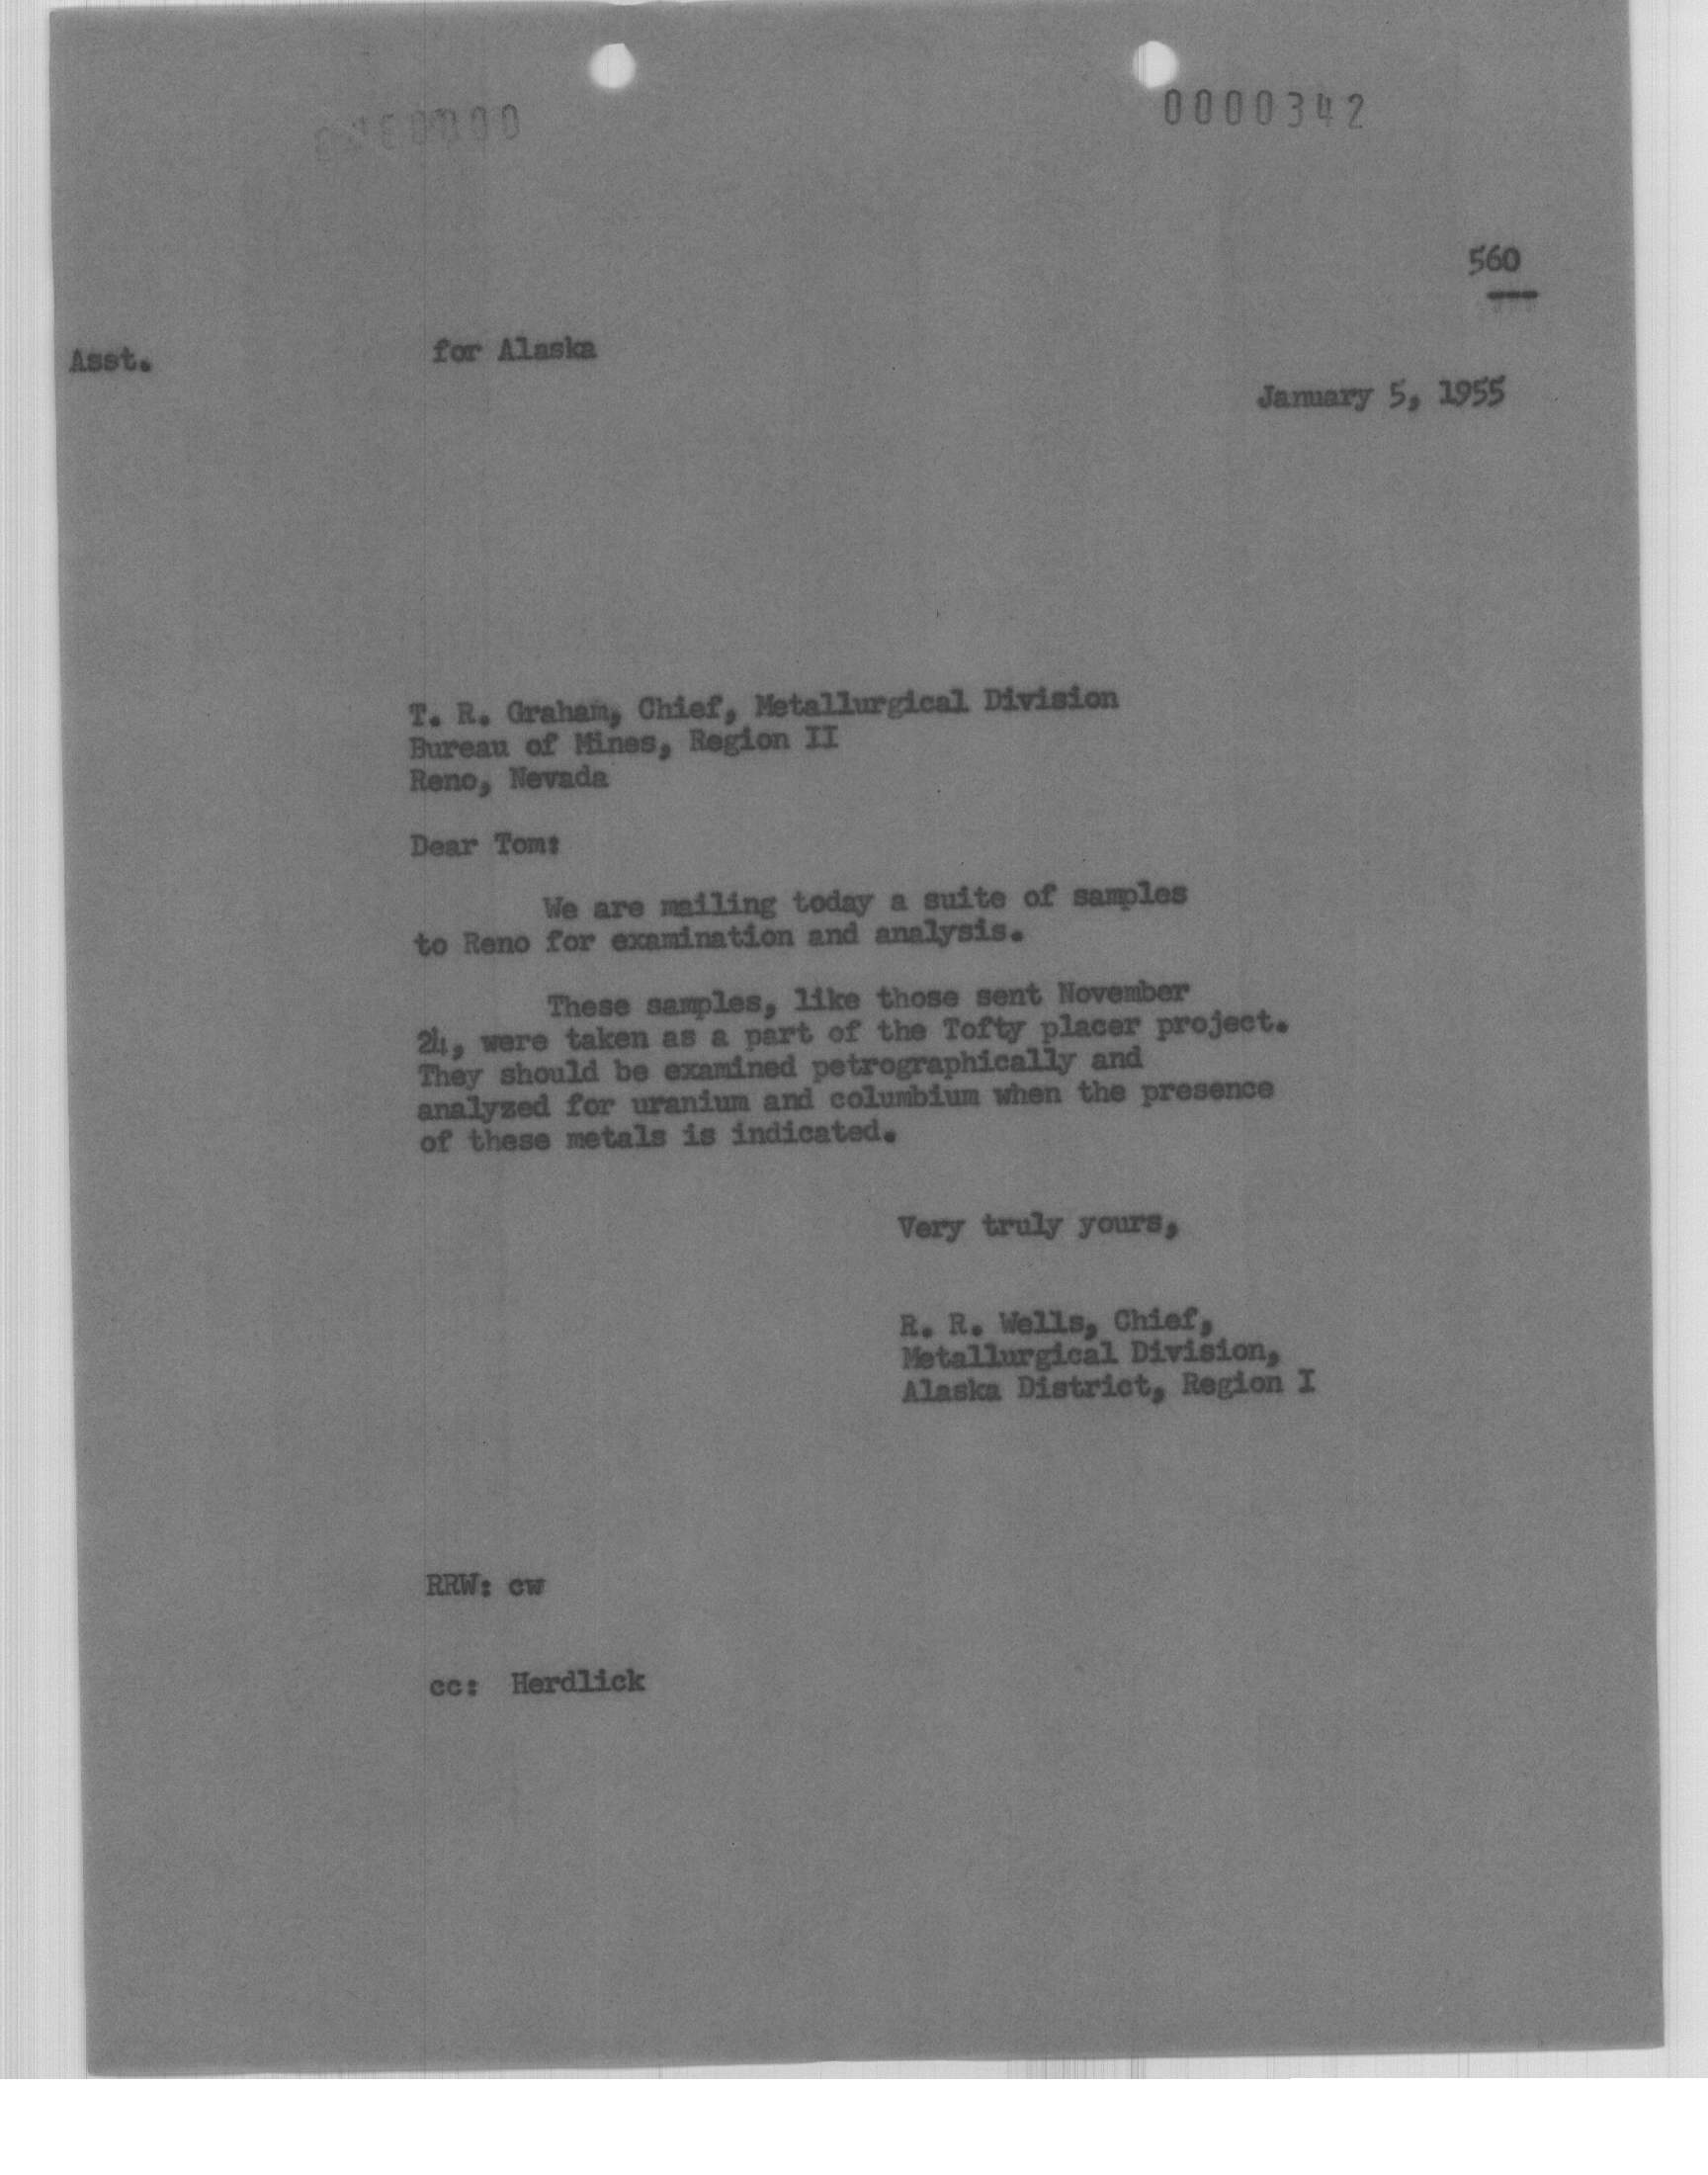 0000342
560
Asst. for Alaska
January 5, 1955
T. R. Graham, Chief, Metallurgical Division
Bureau of Mines, Region II
Reno, Nevada
Dear Tom:
We are mailing today a suite of samples
to Reno for examination and analysis.
These samples, like those sent November
24, were taken as a part of the Tofty placer project.
They should be examined petrographically and
analyzed for uranium and columbium when the presence
of these metals is indicated.
Very truly yours,
R. R. Wells, Chief,
Metallurgical Division,
Alaska District, Region I
RRW: cw
cc: Herdlick